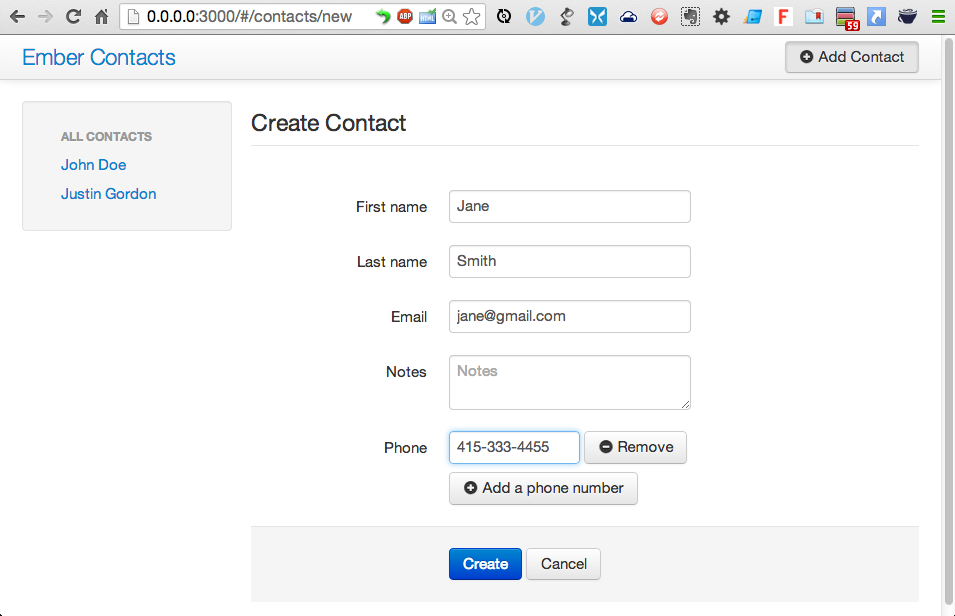 0.0.0.0:3000/#/contacts/new
ABP
HTML
F
59
Ember Contacts
Add Contact
ALL CONTACTS
John Doe
Justin Gordon
Create Contact
First name
Jane
Last name
Smith
Email
jane@gmail.com
Notes
Notes
Phone
415-333-4455
Remove
Add a phone number
Create
Cancel